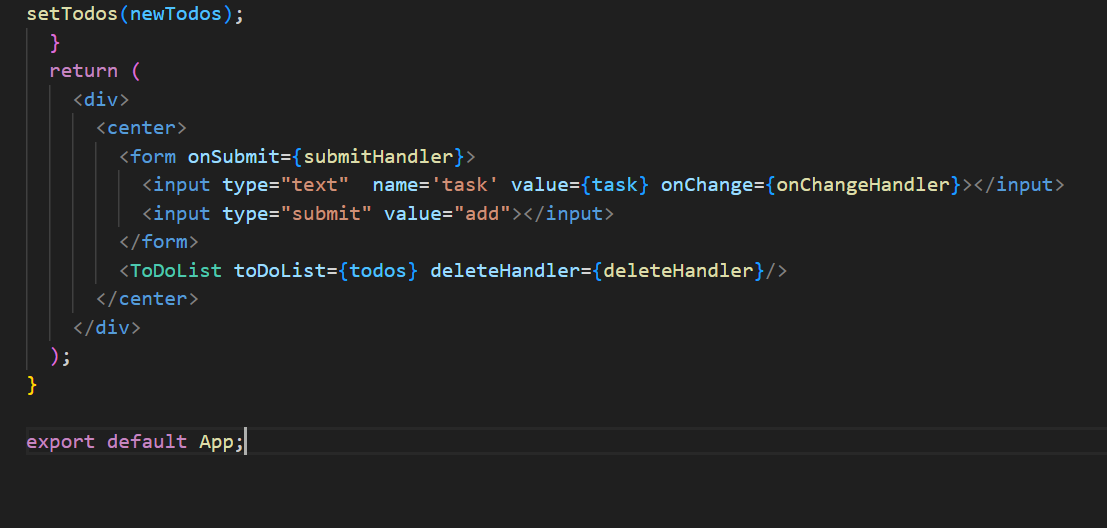 setTodos(newTodos);
}
return (
<div>
<center>
<form onSubmit={submitHandler}>
<input type="text"  name='task' value={task} onChange={onChangeHandler}></input>
<input type="submit" value="add"></input>
</form>
<ToDoList toDoList={todos} deleteHandler={deleteHandler}/>
</center>
</div>
);
}
export default App;